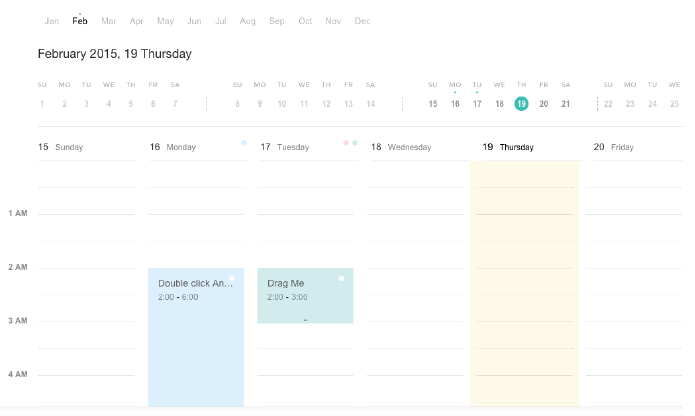 Jan Feb Mar Apr May Jun Jul Aug Sep Oct Nov Dec
February 2015, 19 Thursday
SU MO TU WE TH FR SA SU MO TU WE TH FR SA SU MO TU WE TH FR SA SU MO TU WE
1 2 3 4 5 6 7 8 9 10 11 12 13 14 15 16 17 18 19 20 21 22 23 24 25
15 Sunday 16 Monday 17 Tuesday 18 Wednesday 19 Thursday 20 Friday
1 AM
2 AM
Double click An... Drag Me
2:00 - 6:00 2:00 - 3:00
3 AM
4 AM